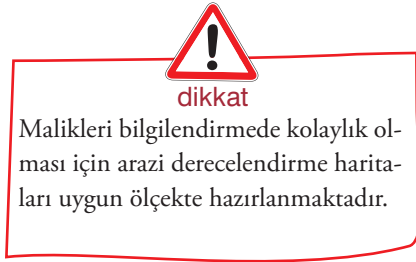 dikkat
Malikleri bilgilendirmede kolaylık ol-
ması için arazi derecelendirme harita-
ları uygun ölçekte hazırlanmaktadır.